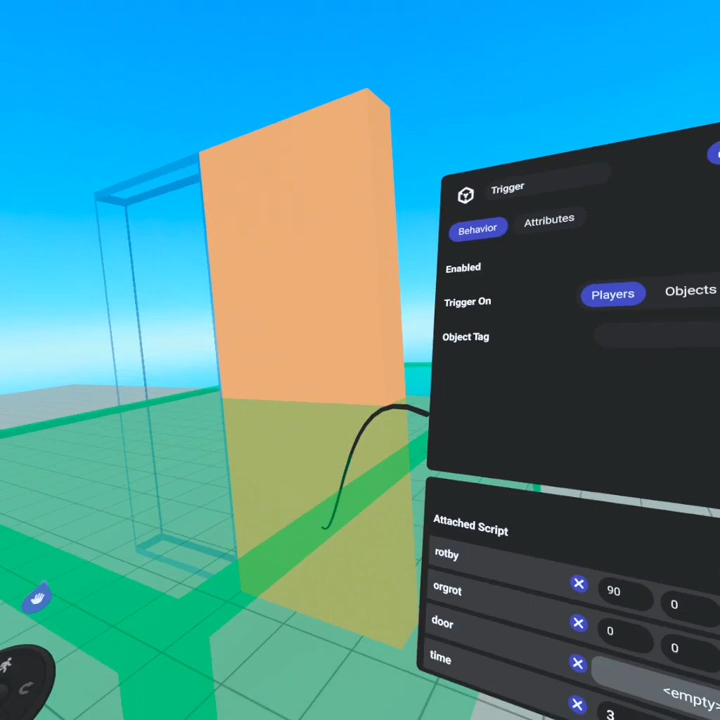 Trigger
Behavior Attributes
Enabled
Trigger On Players Objects
Object Tag
Attached Script
rotby 90 0
orgrot 0 0
door <empty>
time 3